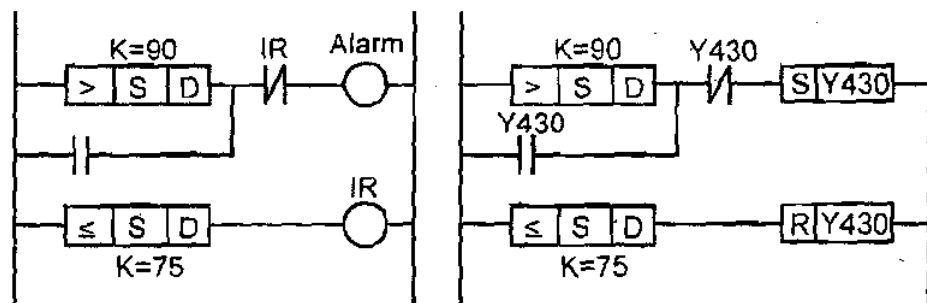 K=90 IR Alarm
> S D
≤ S D IR
K=75
K=90 Y430
> S D S Y430
Y430
≤ S D R Y430
K=75